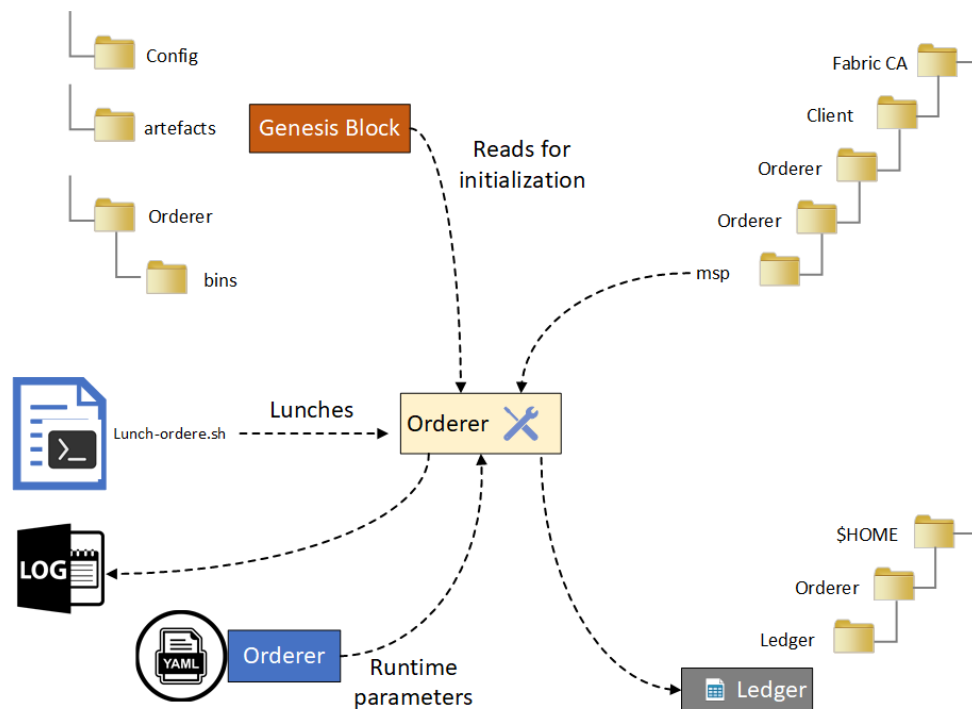 Config
Fabric CA
Client
artefacts
Genesis Block
Reads for
initialization
Orderer
Orderer
Orderer
bins
msp
Lunch-ordere.sh
Lunches
Orderer
$HOME
LOG
Orderer
Ledger
YAML
Orderer
Runtime
parameters
Ledger